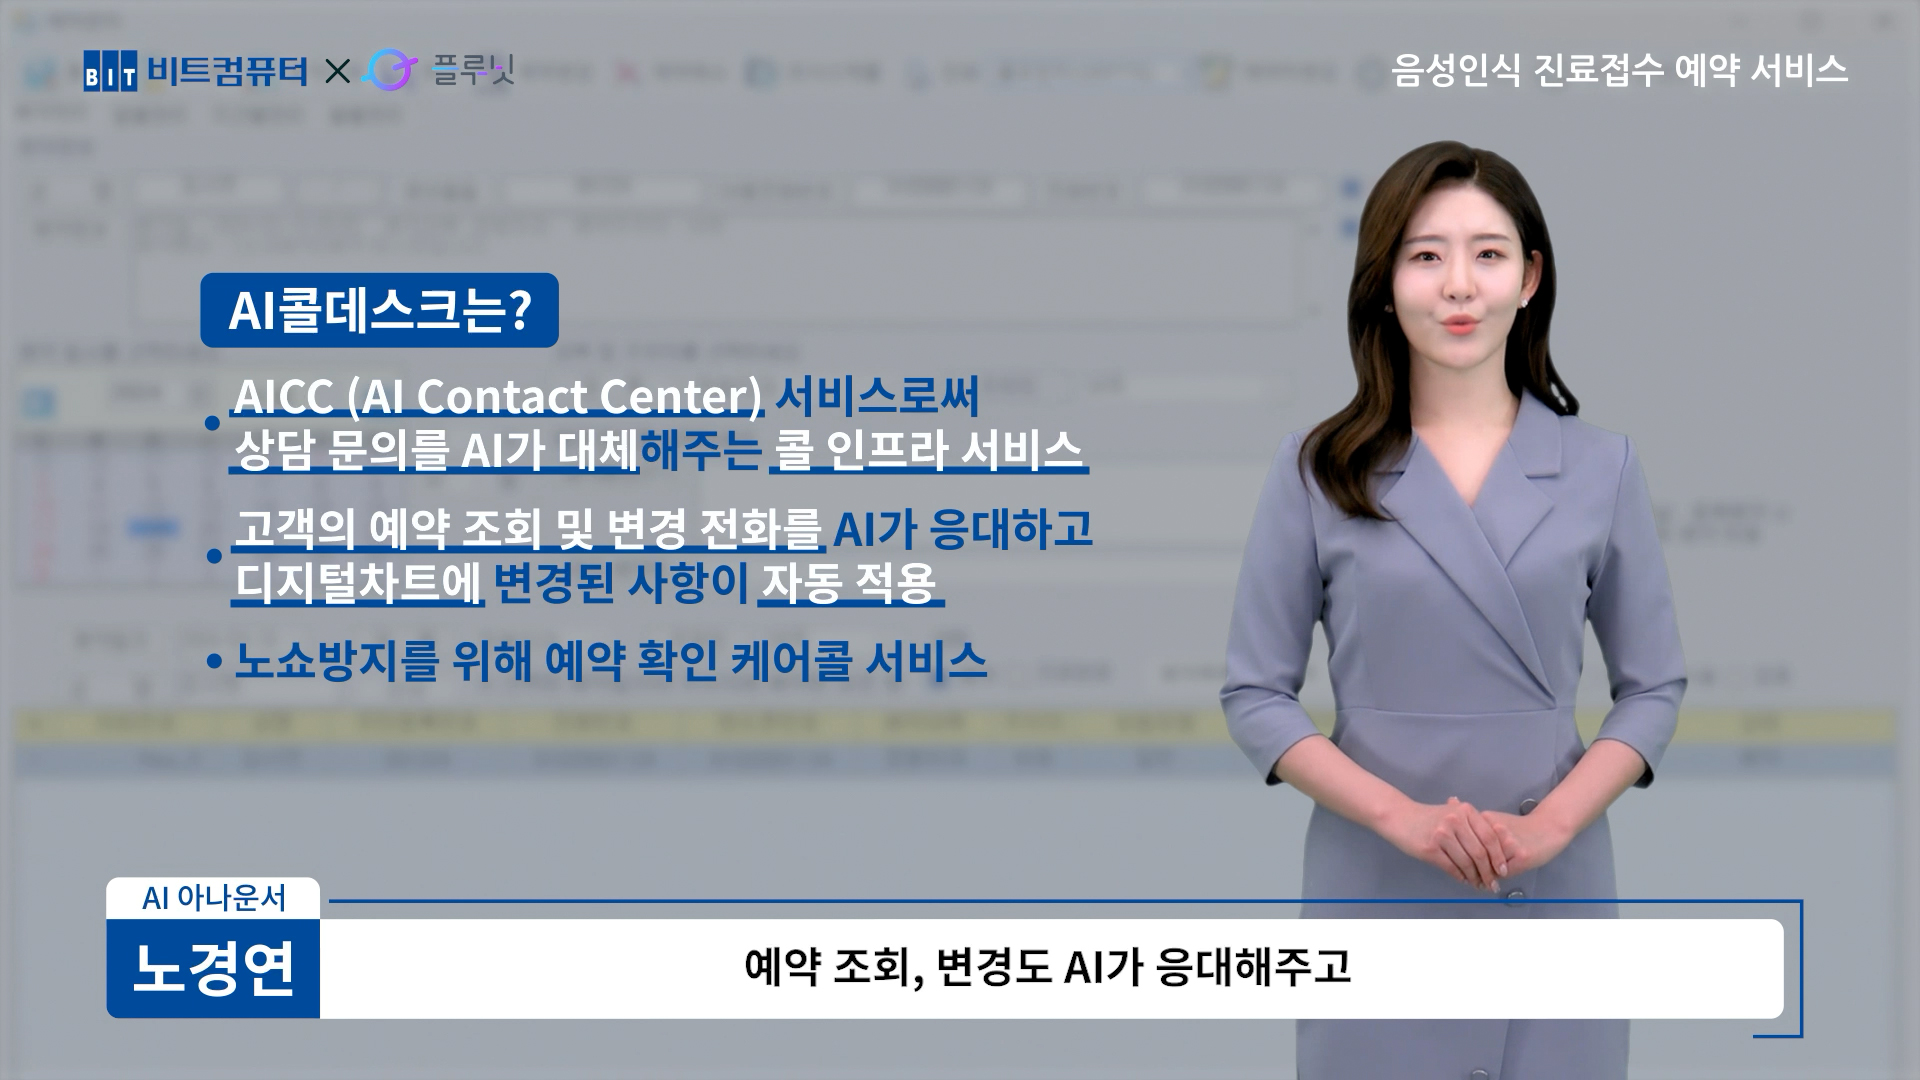 BIT 비트컴퓨터 × 플루닛
음성인식 진료접수 예약 서비스
AI콜데스크는?
• AICC (AI Contact Center) 서비스로써
상담 문의를 AI가 대체해주는 콜 인프라 서비스
• 고객의 예약 조회 및 변경 전화를 AI가 응대하고
디지털차트에 변경된 사항이 자동 적용
• 노쇼방지를 위해 예약 확인 케어콜 서비스
AI 아나운서
노경연
예약 조회, 변경도 AI가 응대해주고